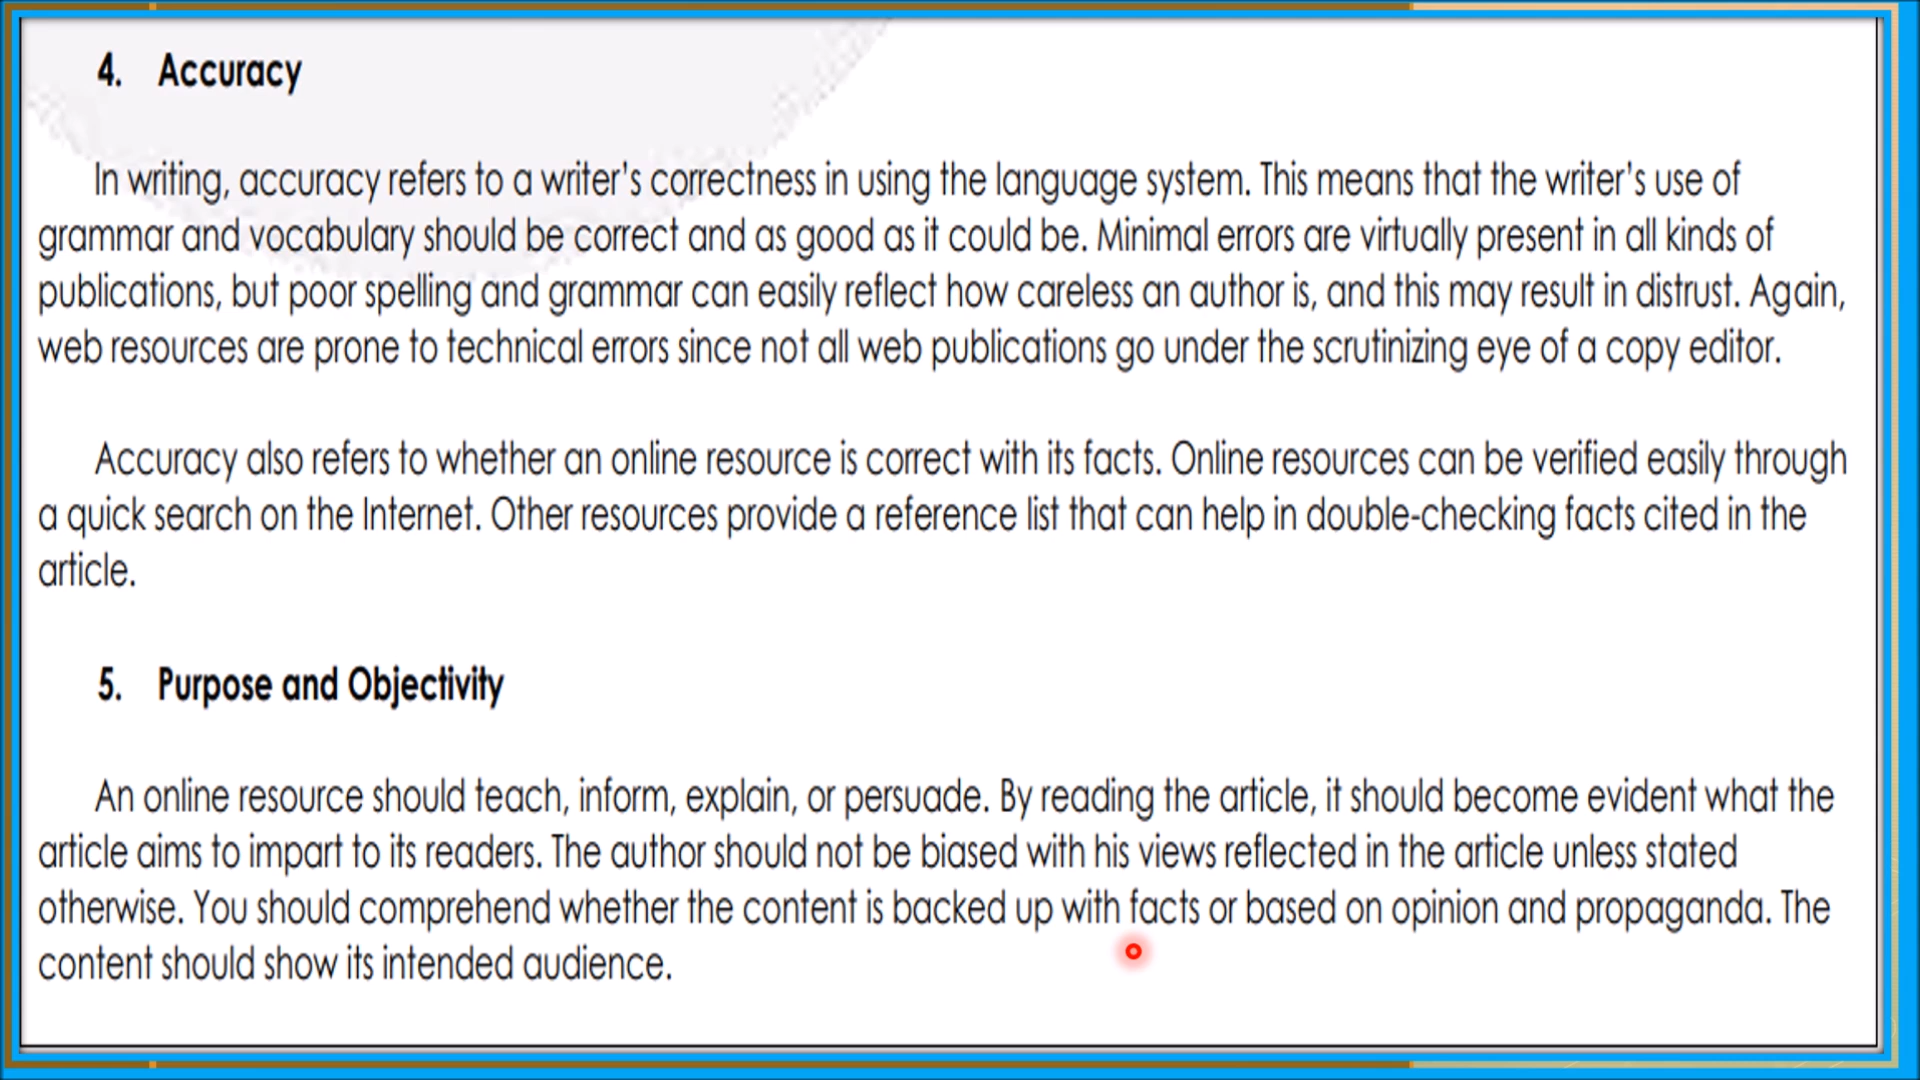 4. Accuracy
In writing, accuracy refers to a writer's correctness in using the language system. This means that the writer's use of
grammar and vocabulary should be correct and as good as it could be. Minimal errors are virtually present in all kinds of
publications, but poor spelling and grammar can easily reflect how careless an author is, and this may result in distrust. Again,
web resources are prone to technical errors since not all web publications go under the scrutinizing eye of a copy editor.
Accuracy also refers to whether an online resource is correct with its facts. Online resources can be verified easily through
a quick search on the Internet. Other resources provide a reference list that can help in double-checking facts cited in the
article.
5. Purpose and Objectivity
An online resource should teach, inform, explain, or persuade. By reading the article, it should become evident what the
article aims to impart to its readers. The author should not be biased with his views reflected in the article unless stated
otherwise. You should comprehend whether the content is backed up with facts or based on opinion and propaganda. The
content should show its intended audience.